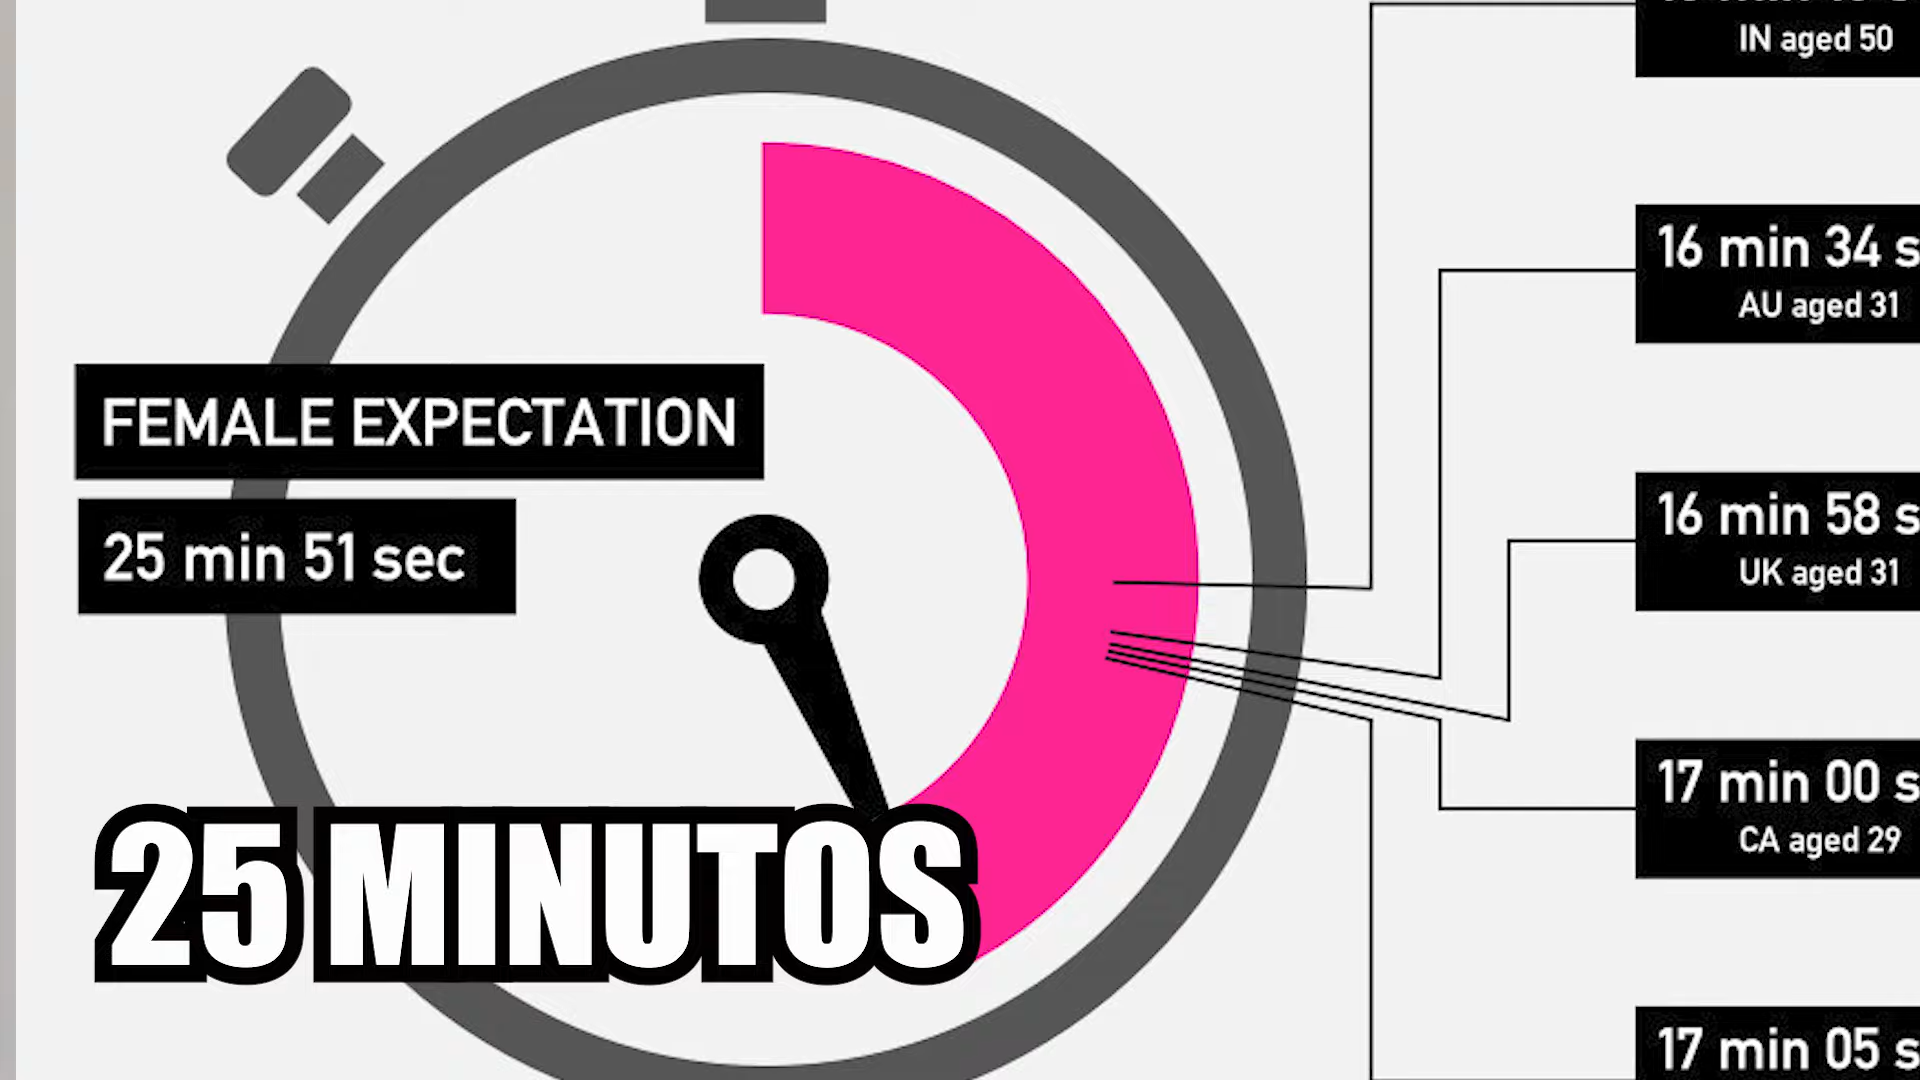 IN aged 50
16 min 34 s
AU aged 31
FEMALE EXPECTATION
25 min 51 sec
16 min 58 s
UK aged 31
17 min 00 s
CA aged 29
25 MINUTOS
17 min 05 s